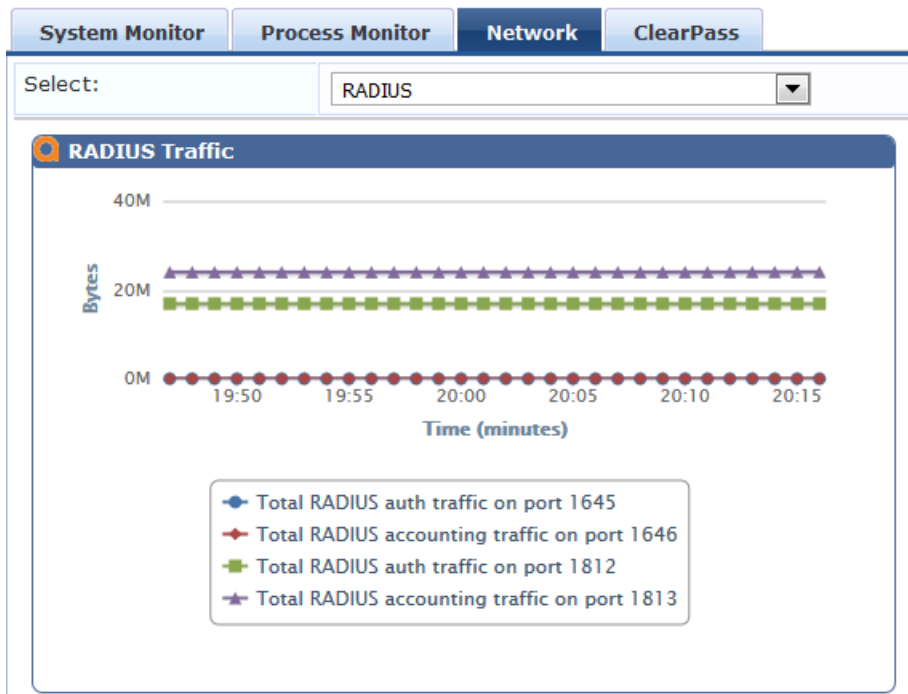 System Monitor Process Monitor Network ClearPass
Select: RADIUS
RADIUS Traffic
40M
20M
0M
Bytes
19:50 19:55 20:00 20:05 20:10 20:15
Time (minutes)
Total RADIUS auth traffic on port 1645
Total RADIUS accounting traffic on port 1646
Total RADIUS auth traffic on port 1812
Total RADIUS accounting traffic on port 1813